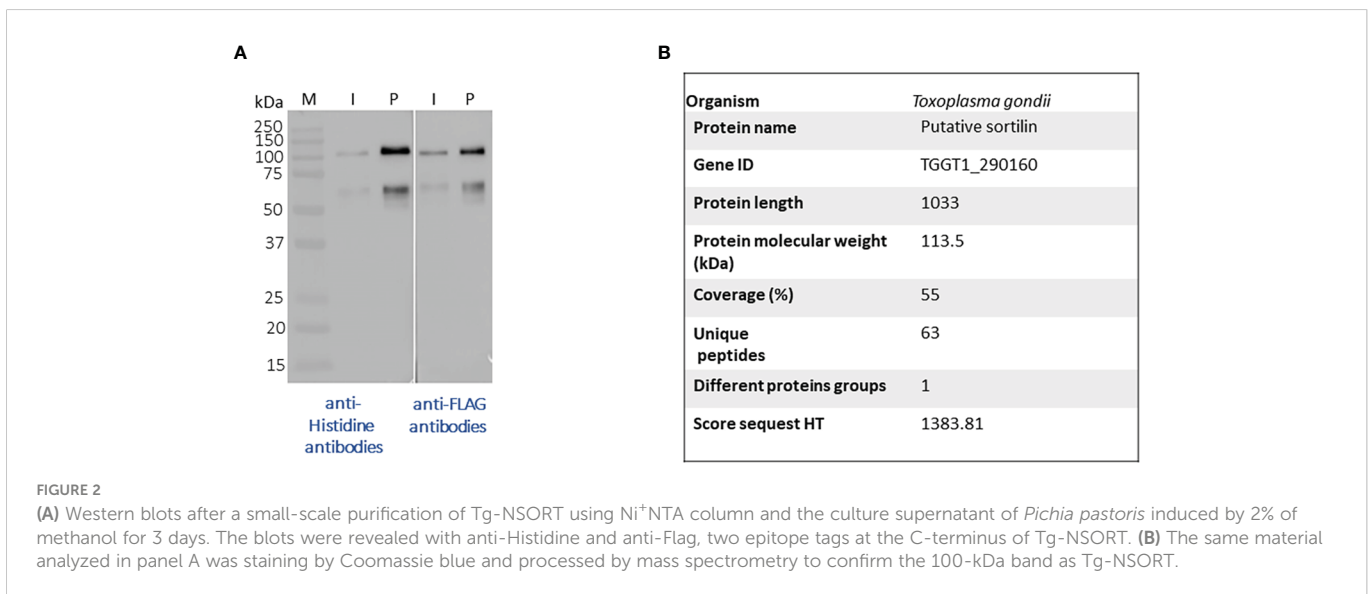 A
B
kDa M I P I P
250
150
100
75
50
37
25
20
15
anti-
Histidine
antibodies
anti-FLAG
antibodies
Organism Toxoplasma gondii
Protein name Putative sortilin
Gene ID TGGT1_290160
Protein length 1033
Protein molecular weight 113.5
(kDa)
Coverage (%) 55
Unique 63
peptides
Different proteins groups 1
Score sequest HT 1383.81
FIGURE 2
(A) Western blots after a small-scale purification of Tg-NSORT using Ni⁺NTA column and the culture supernatant of Pichia pastoris induced by 2% of
methanol for 3 days. The blots were revealed with anti-Histidine and anti-Flag, two epitope tags at the C-terminus of Tg-NSORT. (B) The same material
analyzed in panel A was staining by Coomassie blue and processed by mass spectrometry to confirm the 100-kDa band as Tg-NSORT.